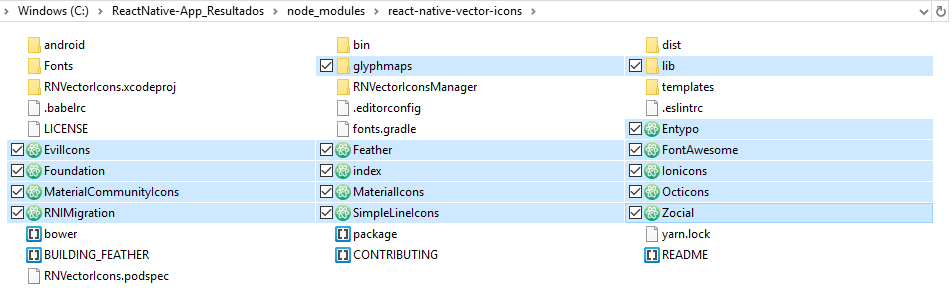 Windows (C:) > ReactNative-App_Resultados > node_modules > react-native-vector-icons >
android bin dist
Fonts glyphmaps lib
RNVectorIcons.xcodeproj RNVectorIconsManager templates
.babelrc .editorconfig .eslintrc
LICENSE fonts.gradle Entypo
EvilIcons Feather FontAwesome
Foundation index Ionicons
MaterialCommunityIcons MaterialIcons Octicons
RNIMigration SimpleLineIcons Zocial
bower package yarn.lock
BUILDING_FEATHER CONTRIBUTING README
RNVectorIcons.podspec